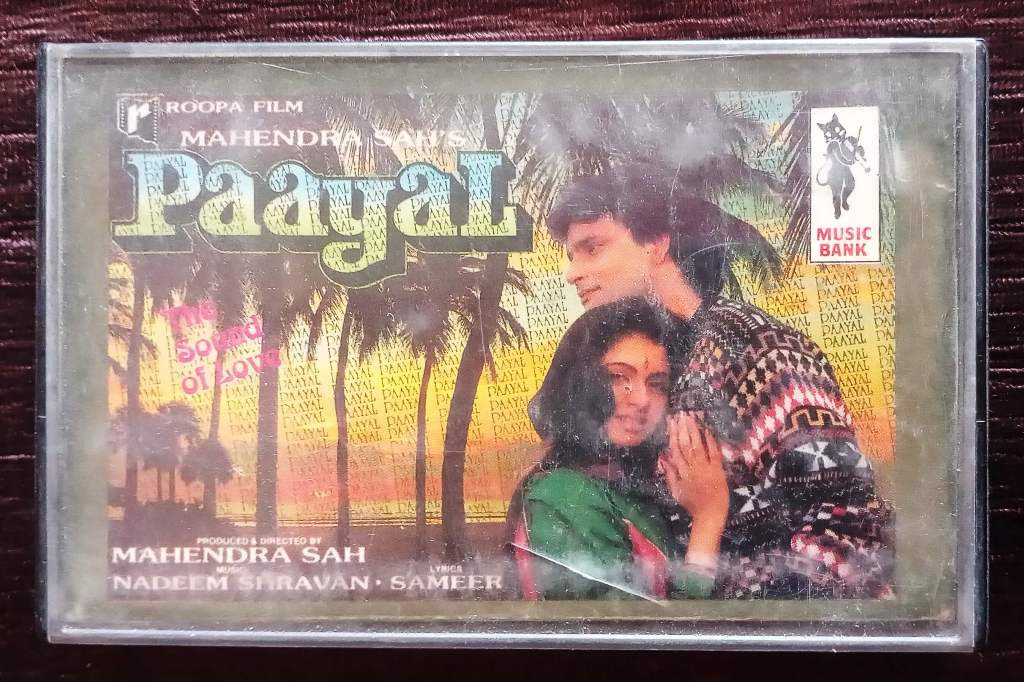 r ROOPA FILM
MAHENDRA SAH'S
PaayaL
The
Sound
of Love
MUSIC
BANK
PRODUCED & DIRECTED BY
MAHENDRA SAH
MUSIC LYRICS
NADEEM SHRAVAN • SAMEER